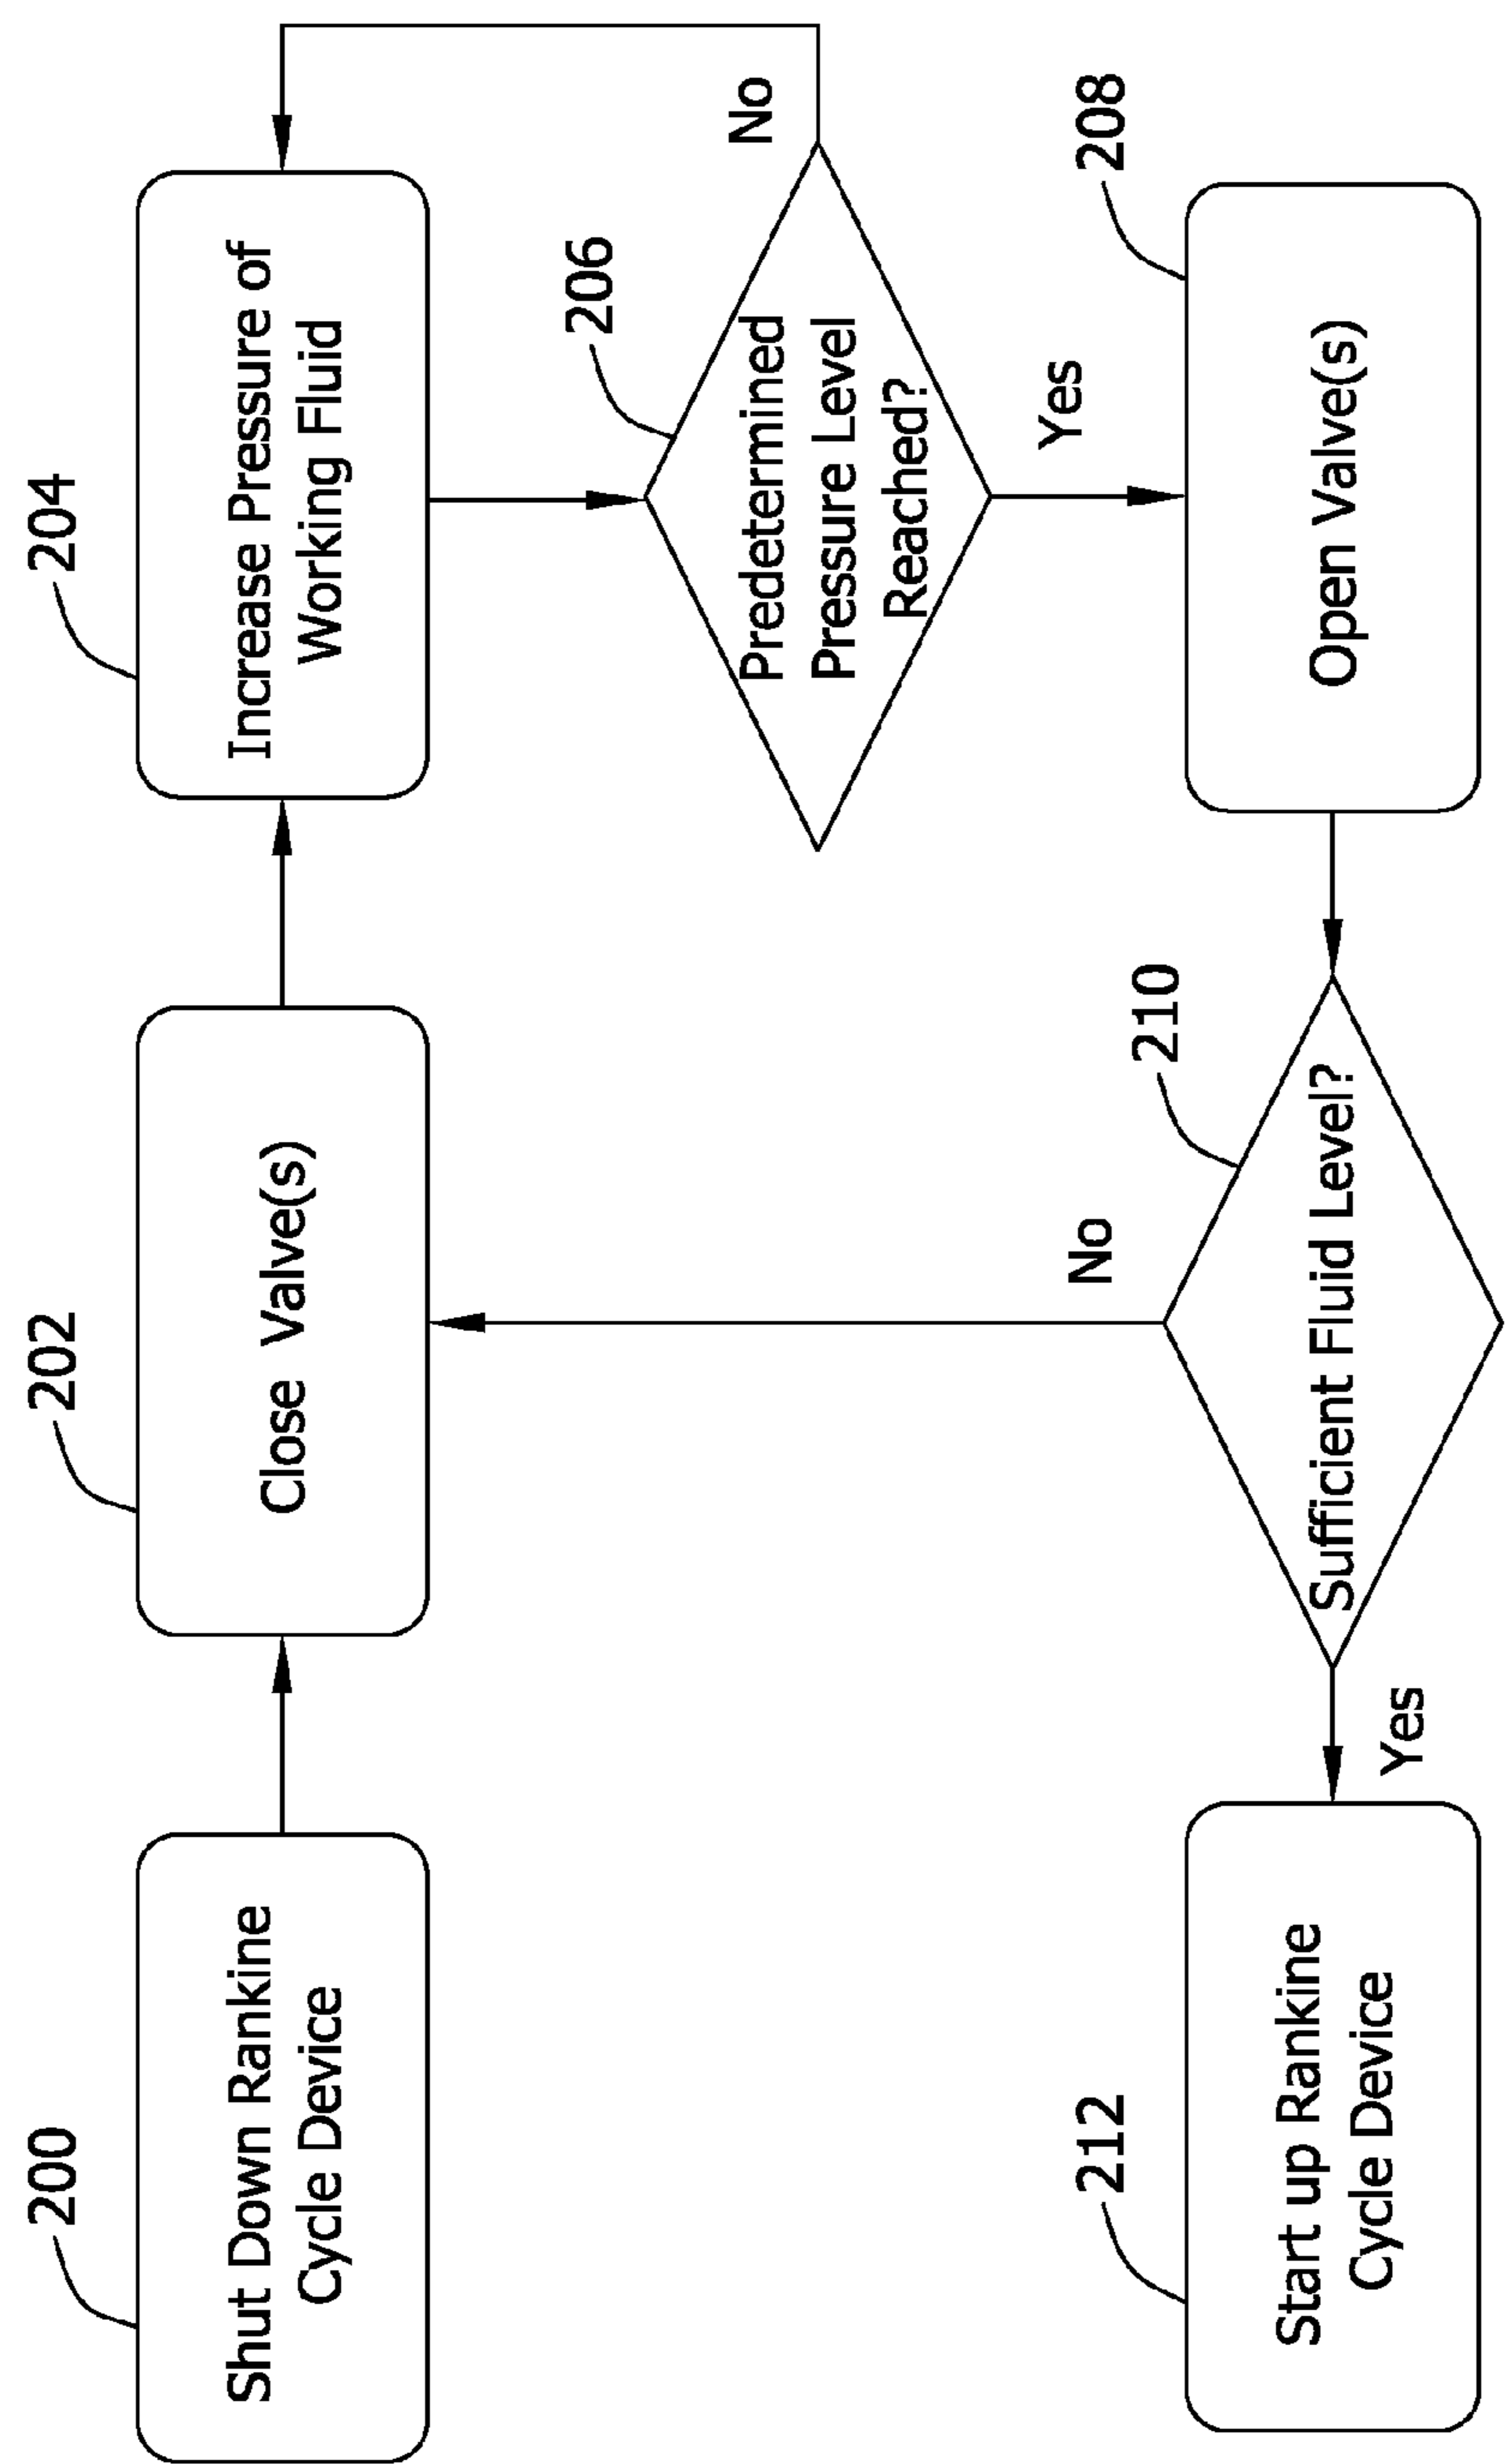 200
Shut Down Rankine
Cycle Device
202
Close Valve(s)
204
Increase Pressure of
Working Fluid
206
Predetermined
Pressure Level
Reached?
No
Yes
208
Open Valve(s)
210
Sufficient Fluid Level?
No
Yes
212
Start up Rankine
Cycle Device